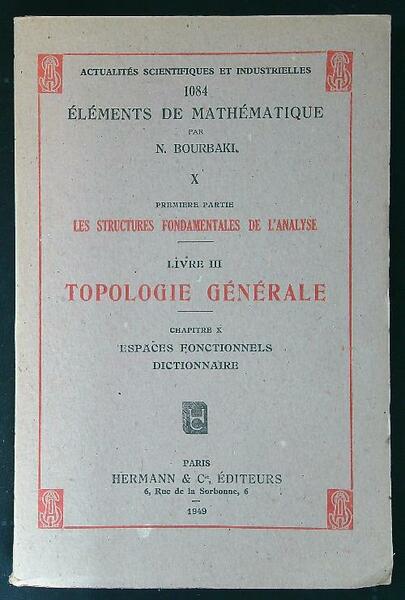 ACTUALITÉS SCIENTIFIQUES ET INDUSTRIELLES
1084
ÉLÉMENTS DE MATHÉMATIQUE
PAR
N. BOURBAKI.
X
PREMIÈRE PARTIE
LES STRUCTURES FONDAMENTALES DE L'ANALYSE
LIVRE III
TOPOLOGIE GÉNÉRALE
CHAPITRE X
ESPACES FONCTIONNELS
DICTIONNAIRE
PARIS
HERMANN & Cie, ÉDITEURS
6, Rue de la Sorbonne, 6
1949